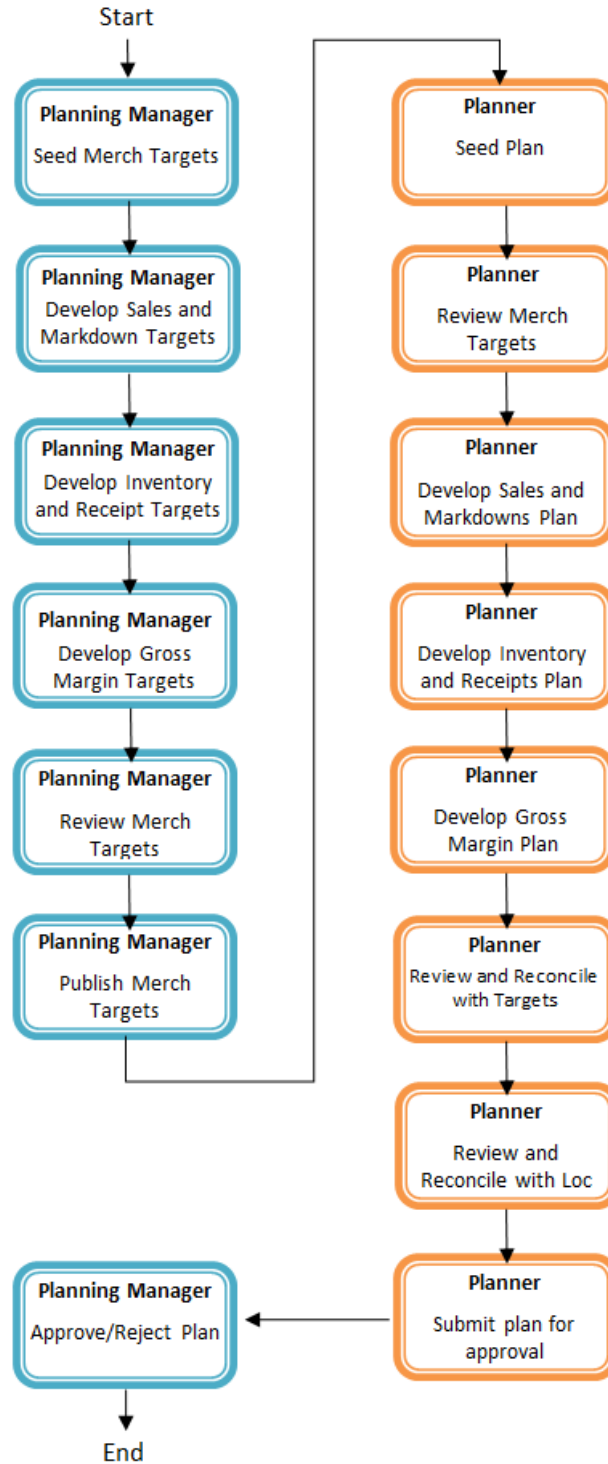 Start
Planning Manager
Seed Merch Targets
Planning Manager
Develop Sales and
Markdown Targets
Planning Manager
Develop Inventory
and Receipt Targets
Planning Manager
Develop Gross
Margin Targets
Planning Manager
Review Merch
Targets
Planning Manager
Publish Merch
Targets
Planner
Seed Plan
Planner
Review Merch
Targets
Planner
Develop Sales and
Markdowns Plan
Planner
Develop Inventory
and Receipts Plan
Planner
Develop Gross
Margin Plan
Planner
Review and Reconcile
with Targets
Planner
Review and
Reconcile with Loc
Planner
Submit plan for
approval
Planning Manager
Approve/Reject Plan
End